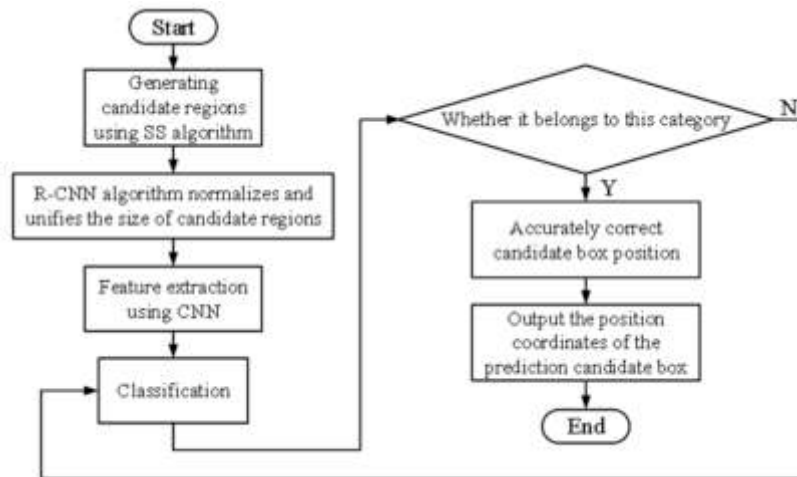 Start
Generating
candidate regions
using SS algorithm
R-CNN algorithm normalizes and
unifies the size of candidate regions
Feature extraction
using CNN
Classification
Whether it belongs to this category
N
Y
Accurately correct
candidate box position
Output the position
coordinates of the
prediction candidate box
End